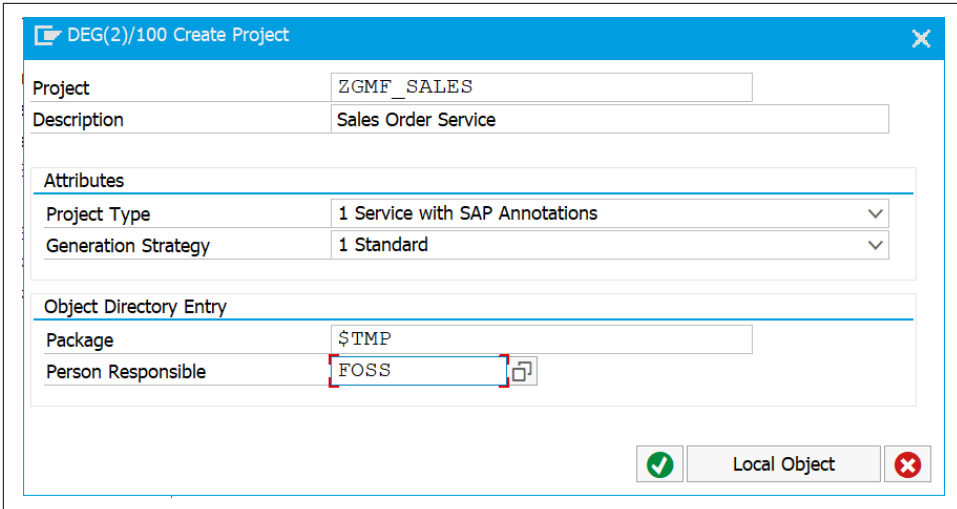 DEG(2)/100 Create Project
Project ZGMF_SALES
Description Sales Order Service
Attributes
Project Type 1 Service with SAP Annotations
Generation Strategy 1 Standard
Object Directory Entry
Package $TMP
Person Responsible FOSS
Local Object